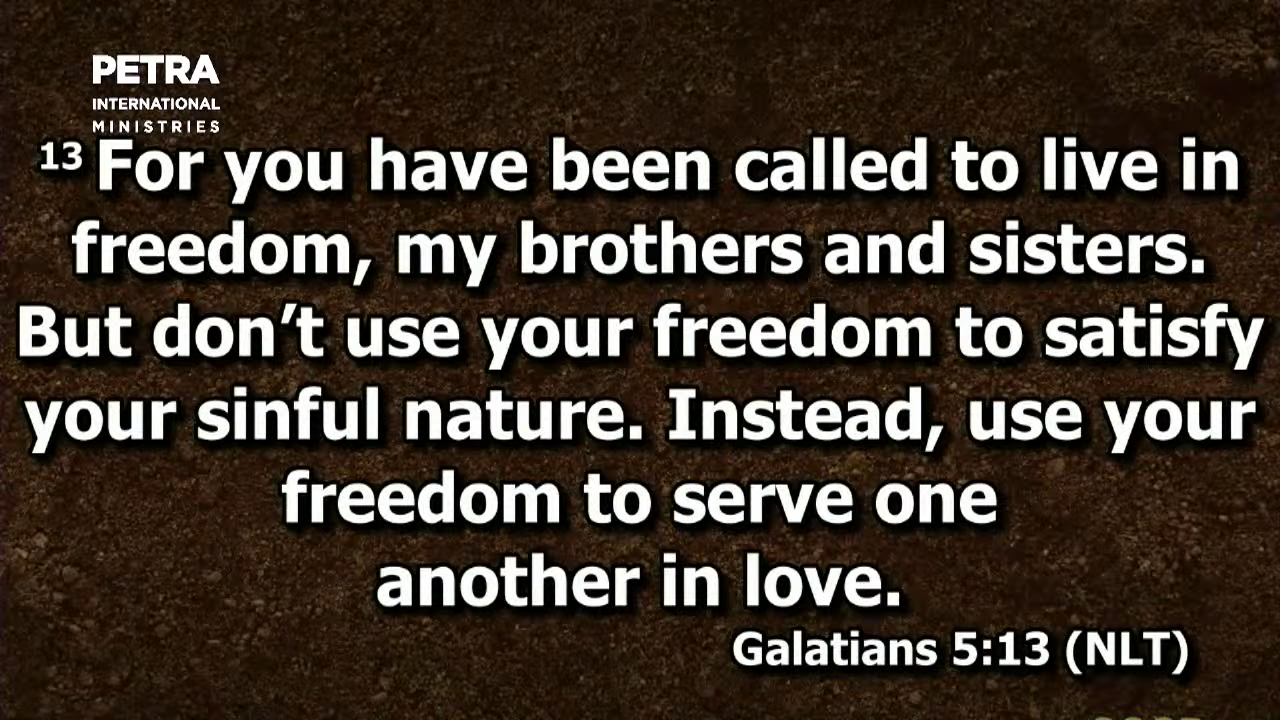 PETRA
INTERNATIONAL
MINISTRIES
13 For you have been called to live in
freedom, my brothers and sisters.
But don’t use your freedom to satisfy
your sinful nature. Instead, use your
freedom to serve one
another in love.
Galatians 5:13 (NLT)